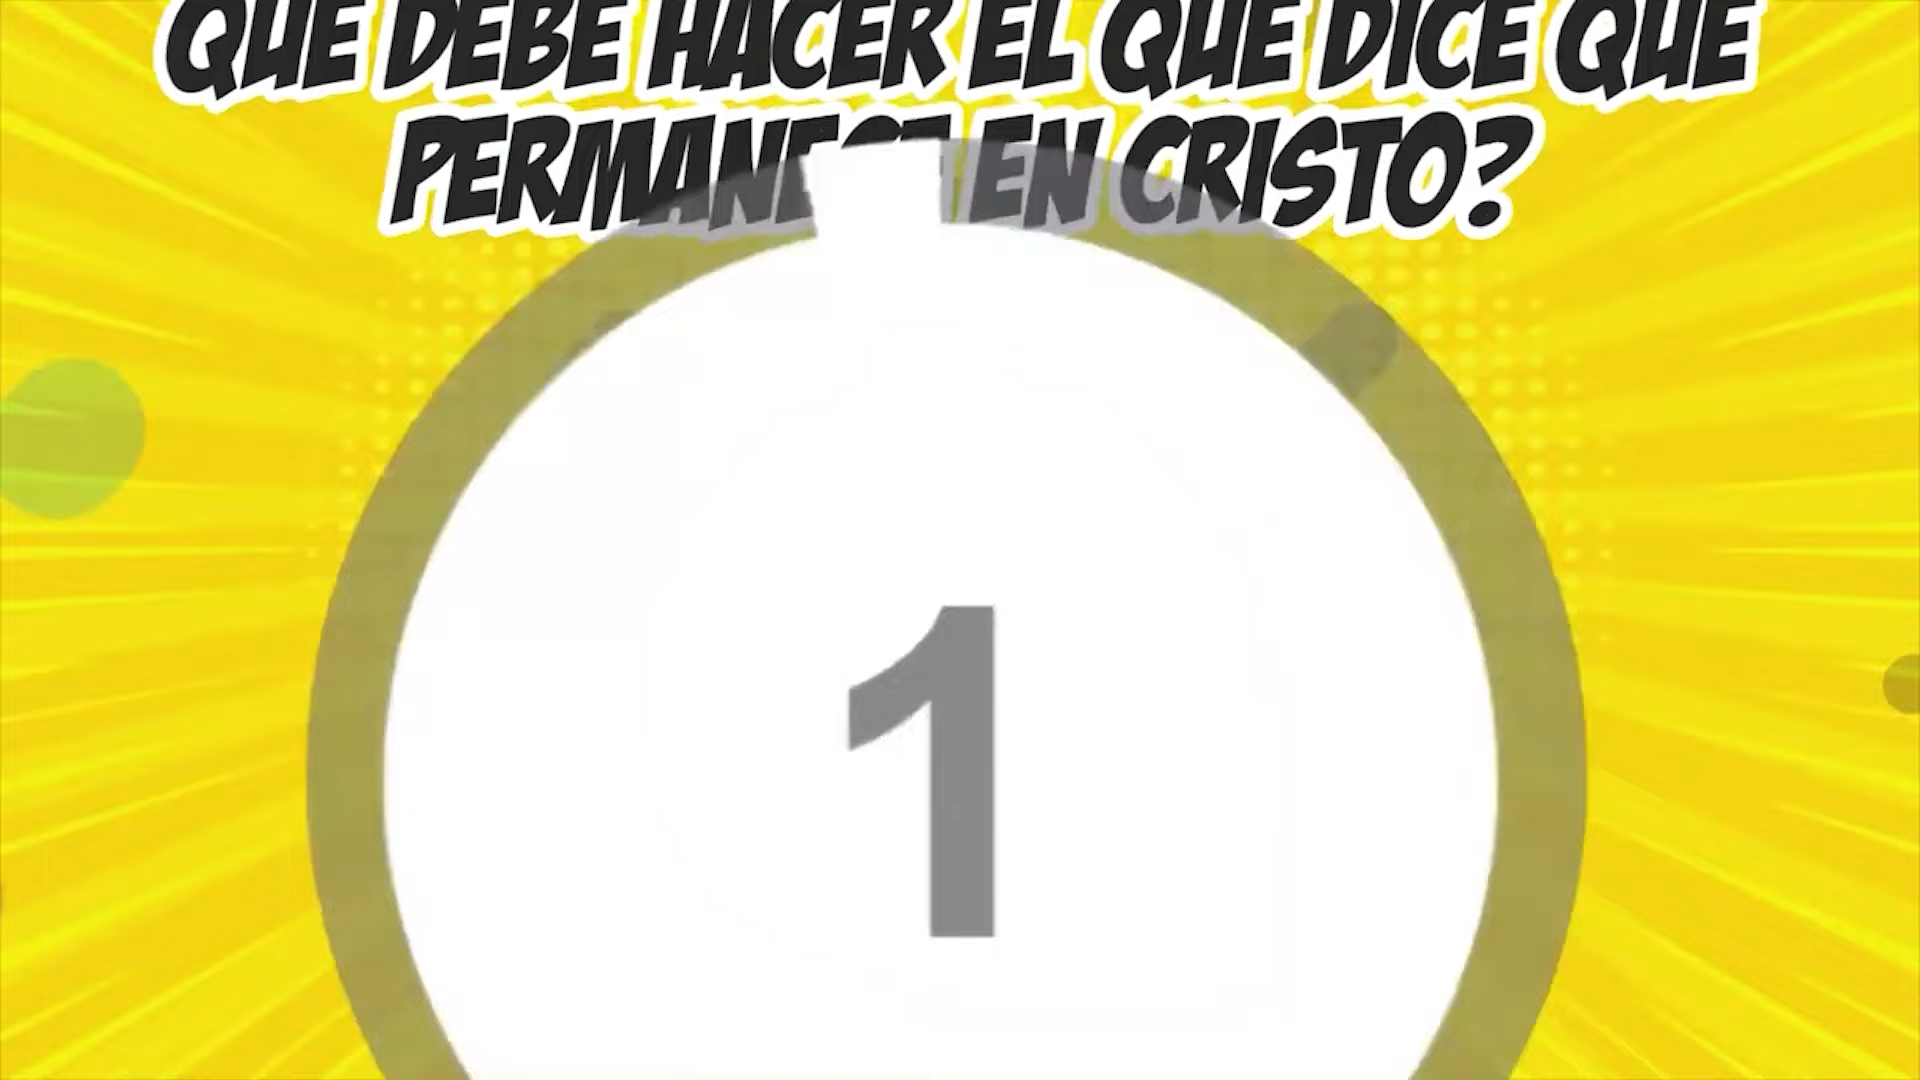 QUE DEBE HACER EL QUE DICE QUE
EN CRISTO?
1